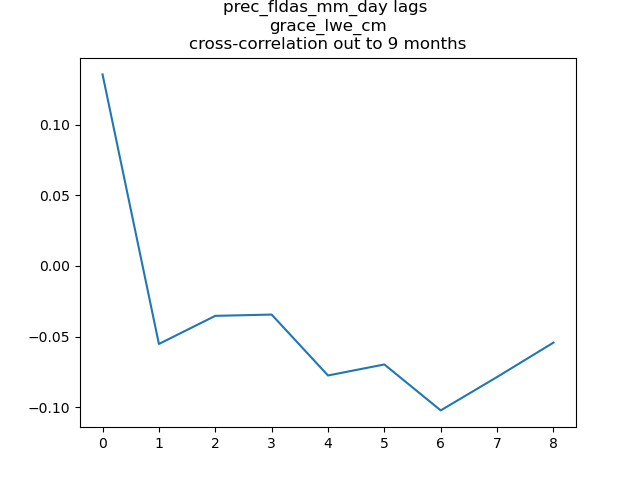 prec_fldas_mm_day lags
grace_lwe_cm
cross-correlation out to 9 months
0.10
0.05
0.00
−0.05
−0.10
0 1 2 3 4 5 6 7 8